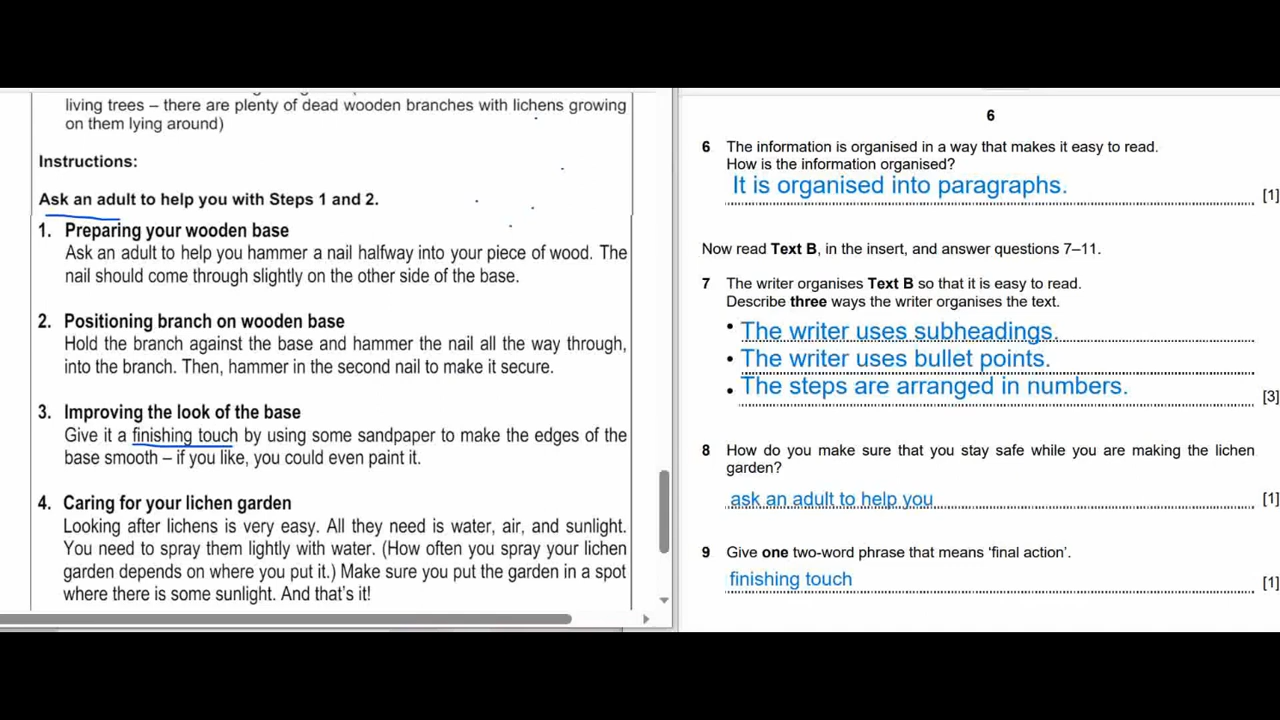 living trees – there are plenty of dead wooden branches with lichens growing
on them lying around)
Instructions:
Ask an adult to help you with Steps 1 and 2.
1. Preparing your wooden base
Ask an adult to help you hammer a nail halfway into your piece of wood. The
nail should come through slightly on the other side of the base.
2. Positioning branch on wooden base
Hold the branch against the base and hammer the nail all the way through,
into the branch. Then, hammer in the second nail to make it secure.
3. Improving the look of the base
Give it a finishing touch by using some sandpaper to make the edges of the
base smooth – if you like, you could even paint it.
4. Caring for your lichen garden
Looking after lichens is very easy. All they need is water, air, and sunlight.
You need to spray them lightly with water. (How often you spray your lichen
garden depends on where you put it.) Make sure you put the garden in a spot
where there is some sunlight. And that's it!
6
6 The information is organised in a way that makes it easy to read.
How is the information organised?
It is organised into paragraphs.
[1]
Now read Text B, in the insert, and answer questions 7–11.
7 The writer organises Text B so that it is easy to read.
Describe three ways the writer organises the text.
• The writer uses subheadings.
• The writer uses bullet points.
• The steps are arranged in numbers.
[3]
8 How do you make sure that you stay safe while you are making the lichen
garden?
ask an adult to help you
[1]
9 Give one two-word phrase that means ‘final action’.
finishing touch
[1]